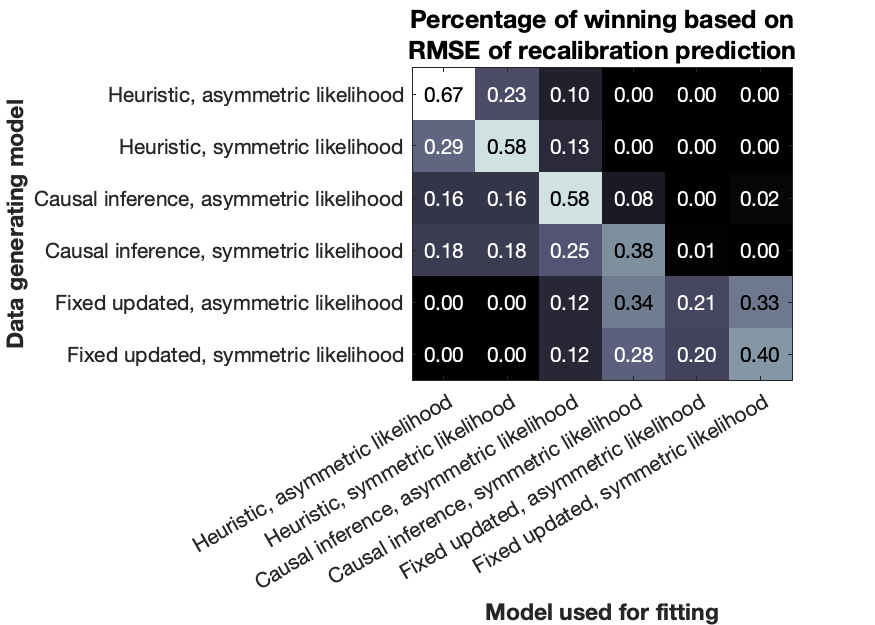 Percentage of winning based on
RMSE of recalibration prediction
Data generating model
Heuristic, asymmetric likelihood 0.67 0.23 0.10 0.00 0.00 0.00
Heuristic, symmetric likelihood 0.29 0.58 0.13 0.00 0.00 0.00
Causal inference, asymmetric likelihood 0.16 0.16 0.58 0.08 0.00 0.02
Causal inference, symmetric likelihood 0.18 0.18 0.25 0.38 0.01 0.00
Fixed updated, asymmetric likelihood 0.00 0.00 0.12 0.34 0.21 0.33
Fixed updated, symmetric likelihood 0.00 0.00 0.12 0.28 0.20 0.40
Heuristic, asymmetric likelihood
Heuristic, symmetric likelihood
Causal inference, asymmetric likelihood
Causal inference, symmetric likelihood
Fixed updated, asymmetric likelihood
Fixed updated, symmetric likelihood
Model used for fitting